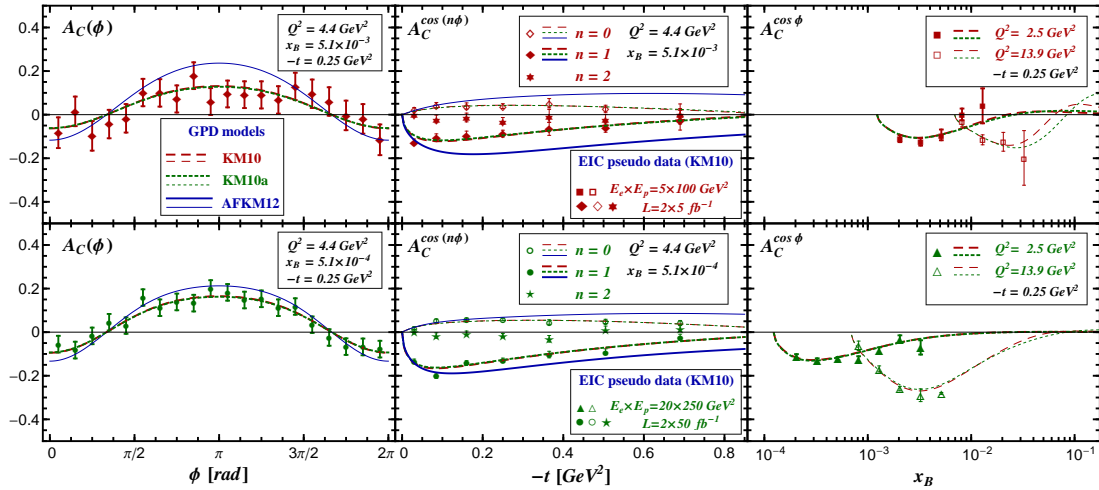 A_C(ϕ)
Q² = 4.4 GeV²
x_B = 5.1×10⁻³
−t = 0.25 GeV²
0.4
0.2
0
−0.2
−0.4
GPD models
KM10
KM10a
AFKM12
A_C^{cos (nϕ)}
n = 0
n = 1
n = 2
Q² = 4.4 GeV²
x_B = 5.1×10⁻³
EIC pseudo data (KM10)
E_e×E_p=5×100 GeV²
L=2×5 fb⁻¹
A_C^{cos ϕ}
Q²= 2.5 GeV²
Q²=13.9 GeV²
−t = 0.25 GeV²
A_C(ϕ)
Q² = 4.4 GeV²
x_B = 5.1×10⁻⁴
−t = 0.25 GeV²
0.4
0.2
0
−0.2
−0.4
0 π/2 π 3π/2 2π
ϕ [rad]
A_C^{cos (nϕ)}
n = 0
n = 1
n = 2
Q² = 4.4 GeV²
x_B = 5.1×10⁻⁴
EIC pseudo data (KM10)
E_e×E_p=20×250 GeV²
L=2×50 fb⁻¹
0 0.2 0.4 0.6 0.8
−t [GeV²]
A_C^{cos ϕ}
Q²= 2.5 GeV²
Q²=13.9 GeV²
−t = 0.25 GeV²
10⁻⁴ 10⁻³ 10⁻² 10⁻¹
x_B